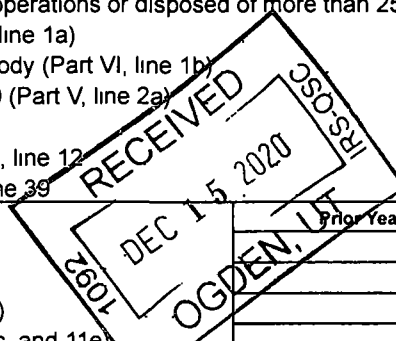 operations or disposed of more than 25
line 1a)
ody (Part VI, line 1b)
(Part V, line 2a)
, line 12
ne 39
RECEIVED
1092
DEC 15 2020
IRS-OSC
OGDEN, UT
Prior Yea
)
c, and 11e)